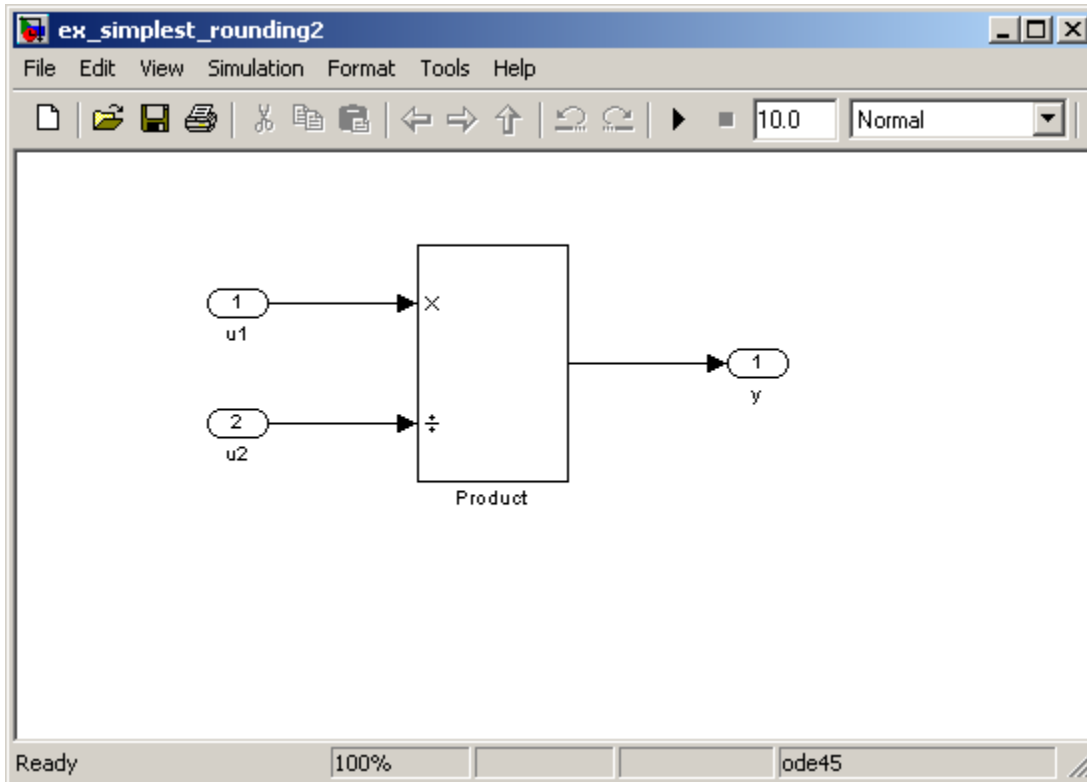 ex_simplest_rounding2
File Edit View Simulation Format Tools Help
10.0 Normal
1
u1
×
2
u2
÷
1
y
Product
Ready 100% ode45